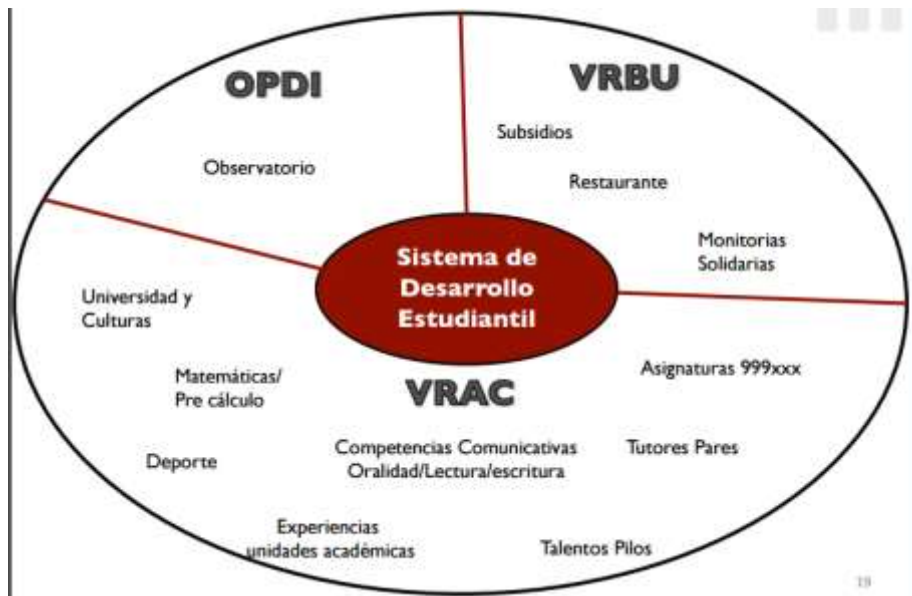 OPDI
Observatorio
VRBU
Subsidios
Restaurante
Monitorias
Solidarias
Sistema de
Desarrollo
Estudiantil
Universidad y
Culturas
Matemáticas/
Pre cálculo
Deporte
VRAC
Competencias Comunicativas
Oralidad/Lectura/escritura
Experiencias
unidades académicas
Asignaturas 999xxx
Tutores Pares
Talentos Pilos
19